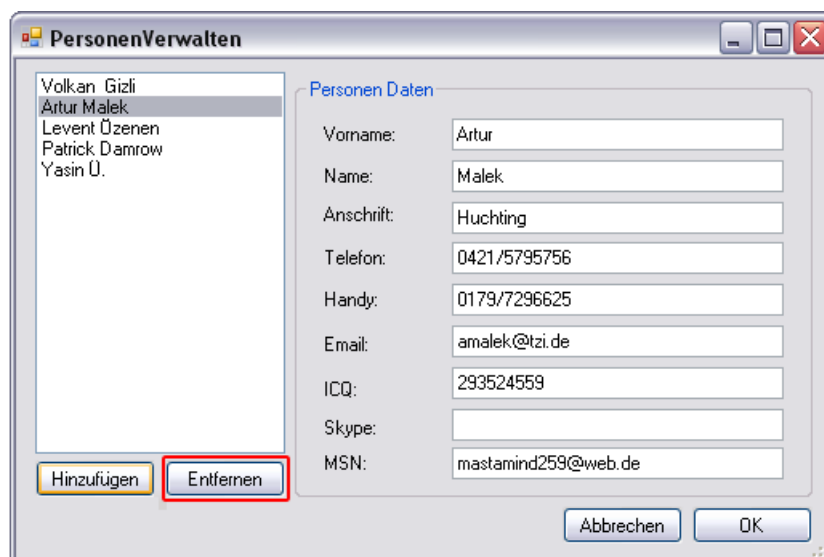 PersonenVerwalten
Volkan Gizli
Artur Malek
Levent Özenen
Patrick Damrow
Yasin Ü.
Hinzufügen
Entfernen
Personen Daten
Vorname: Artur
Name: Malek
Anschrift: Huchting
Telefon: 0421/5795756
Handy: 0179/7296625
Email: amalek@tzi.de
ICQ: 293524559
Skype:
MSN: mastamind259@web.de
Abbrechen
OK